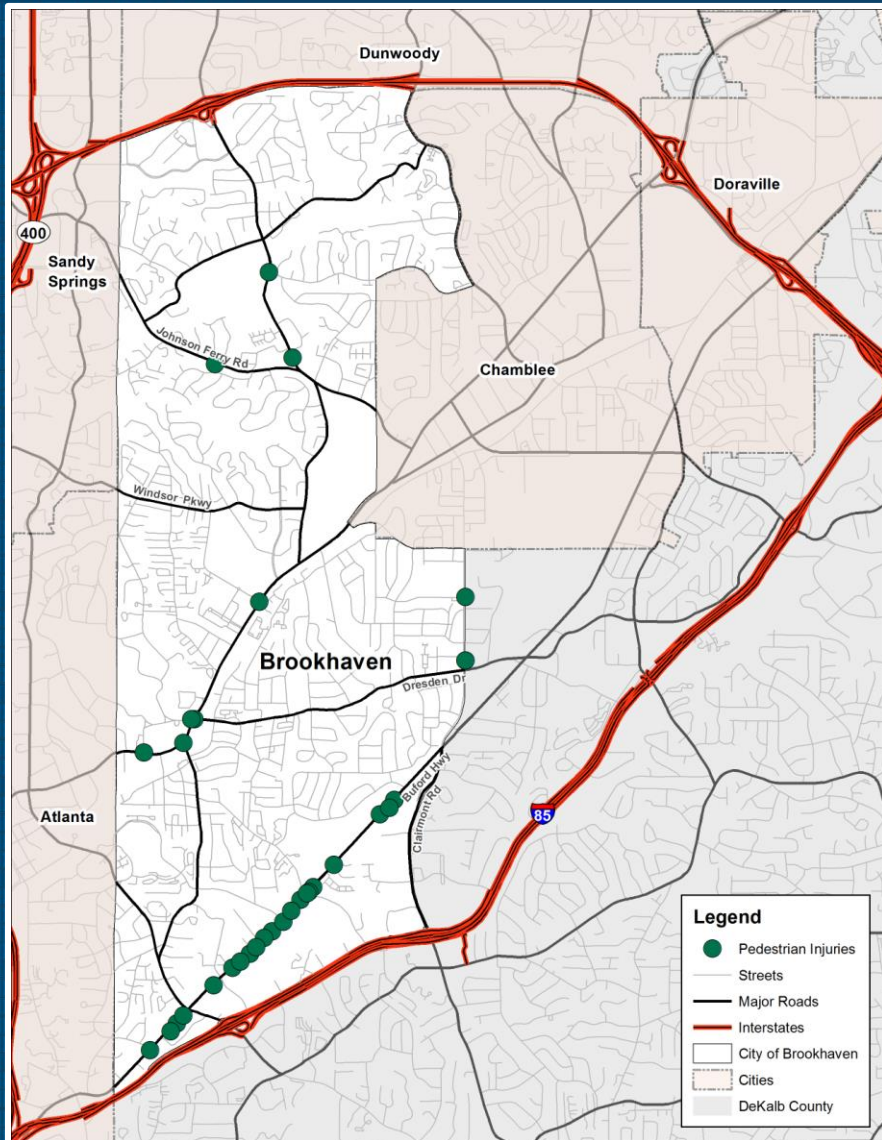 Dunwoody
Doraville
400
Sandy
Springs
Johnson Ferry Rd
Chamblee
Windsor Pkwy
Brookhaven
Dresden Dr
Buford Hwy
Clairmont Rd
Atlanta
85
Legend
Pedestrian Injuries
Streets
Major Roads
Interstates
City of Brookhaven
Cities
DeKalb County